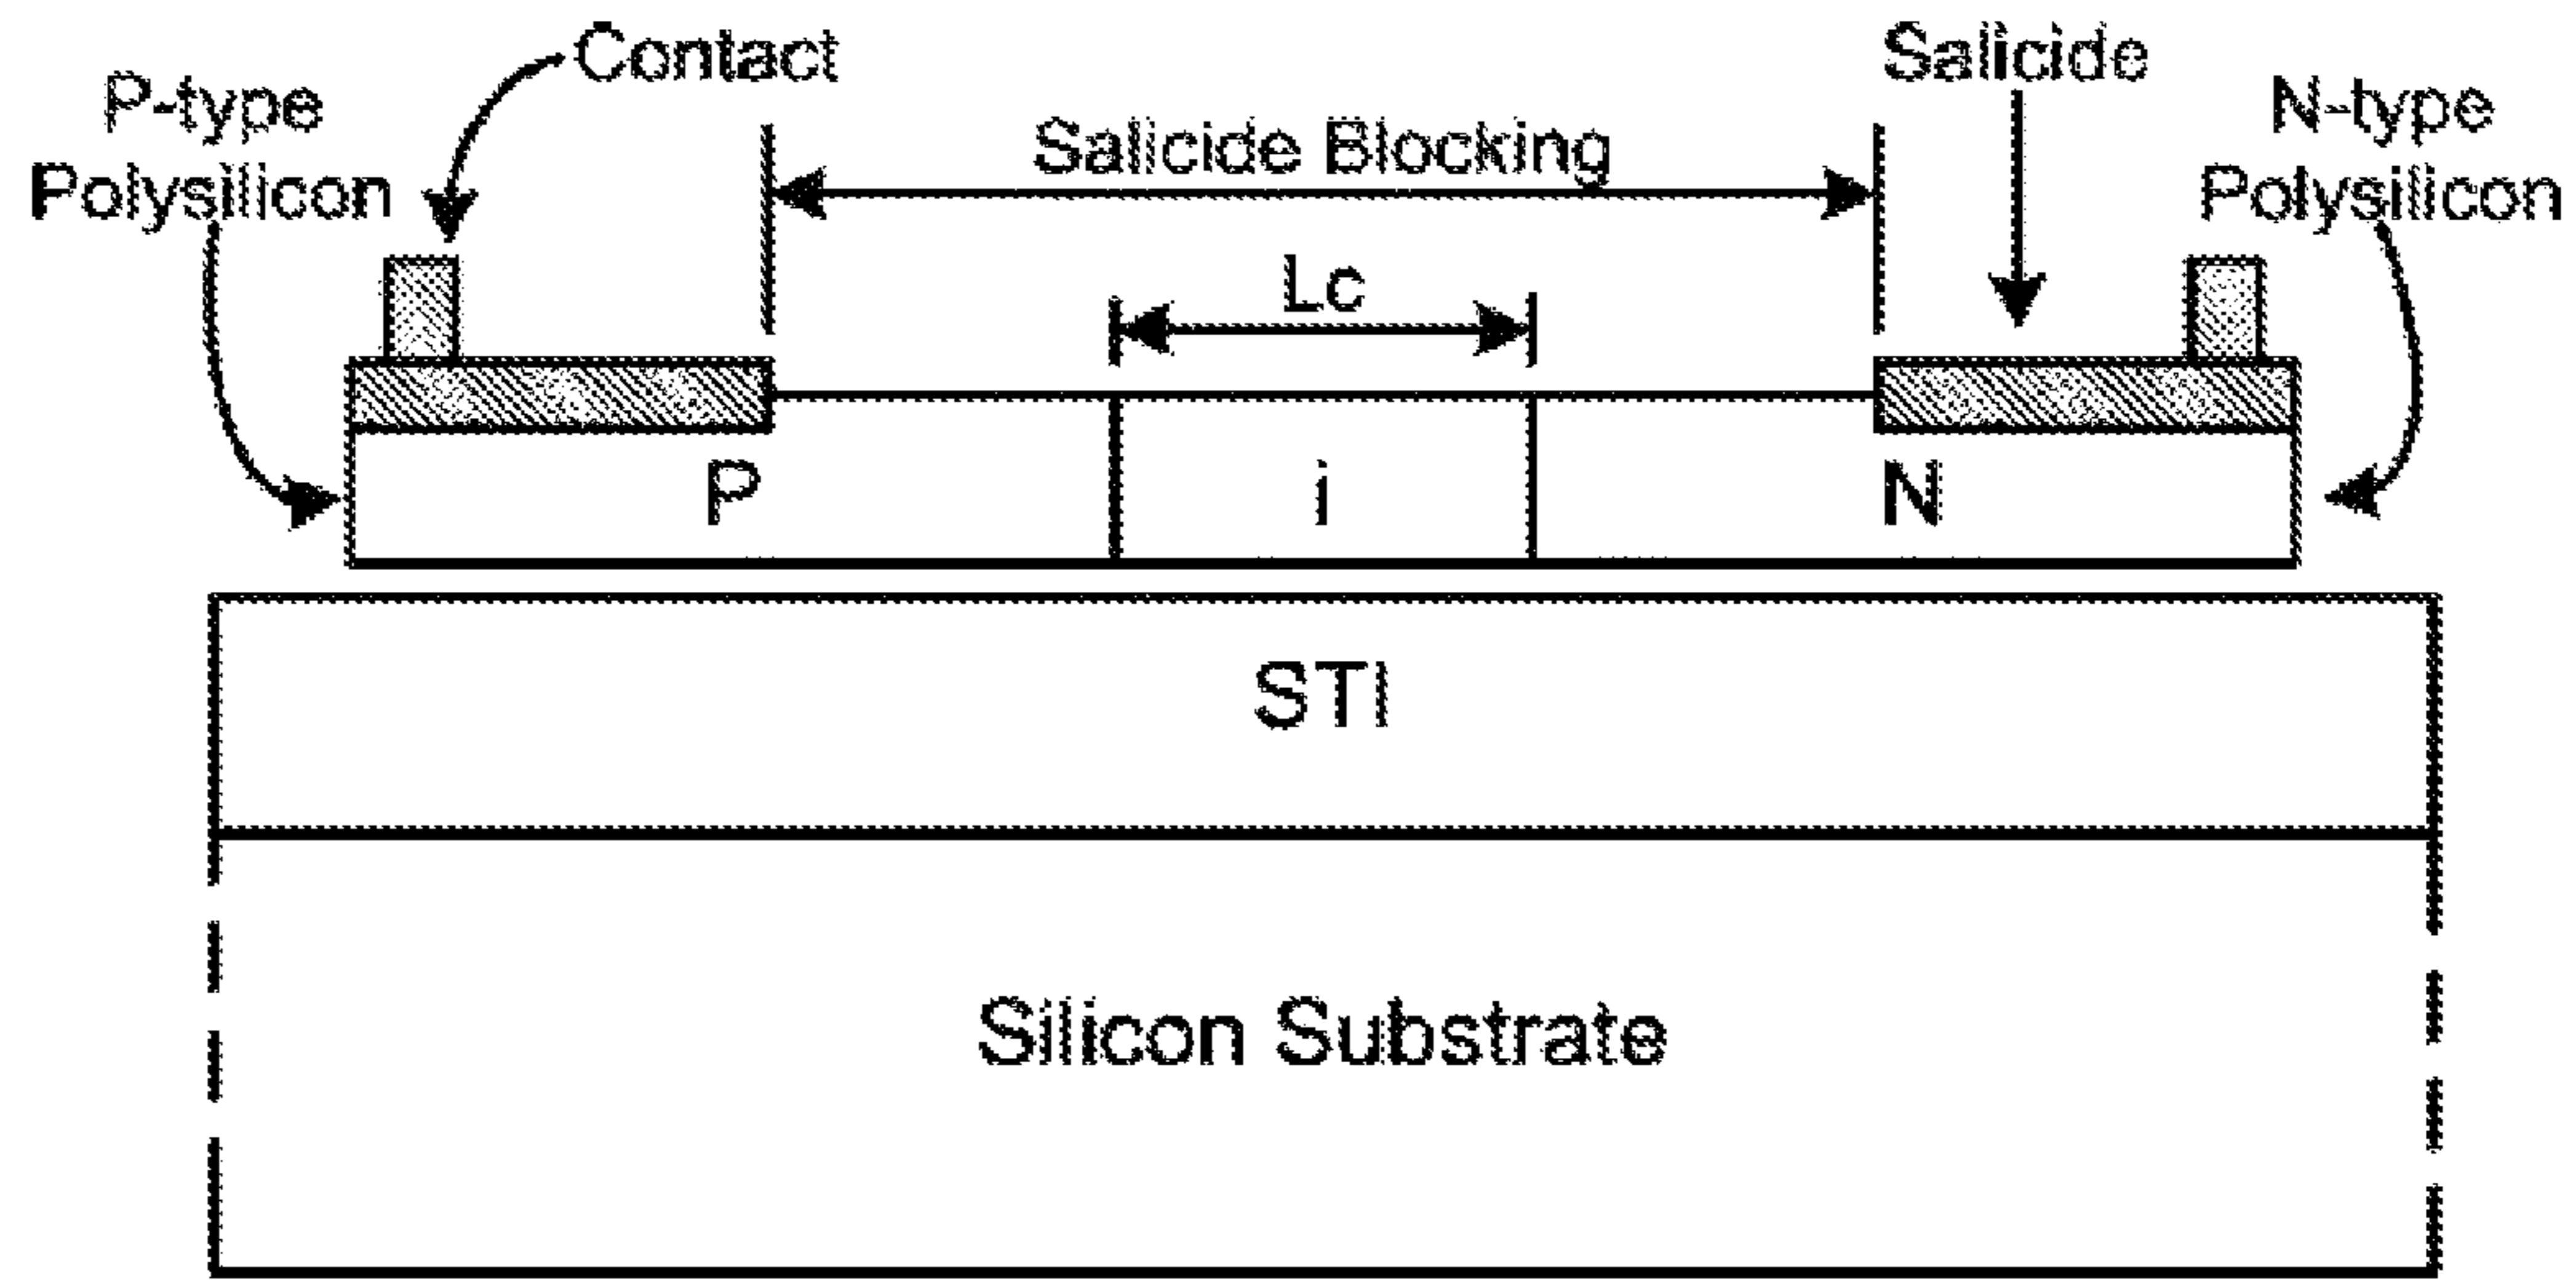 Contact
Salicide
P-type
Polysilicon
Salicide Blocking
N-type
Polysilicon
Lc
P
i
N
STI
Silicon Substrate